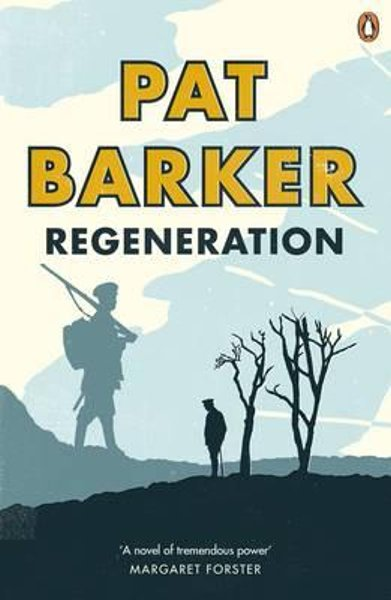 PAT
BARKER
REGENERATION
‘A novel of tremendous power’
MARGARET FORSTER